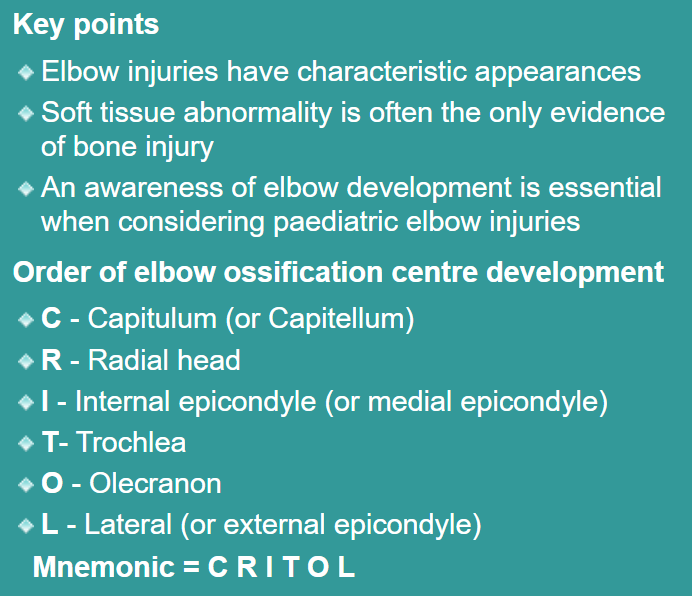 Key points
Elbow injuries have characteristic appearances
Soft tissue abnormality is often the only evidence
of bone injury
An awareness of elbow development is essential
when considering paediatric elbow injuries
Order of elbow ossification centre development
C - Capitulum (or Capitellum)
R - Radial head
I - Internal epicondyle (or medial epicondyle)
T- Trochlea
O - Olecranon
L - Lateral (or external epicondyle)
Mnemonic = C R I T O L